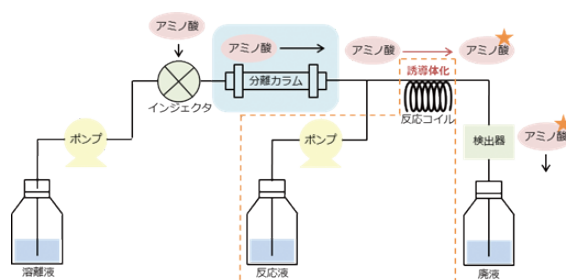 アミノ酸
アミノ酸
アミノ酸
アミノ酸
誘導体化
分離カラム
インジェクタ
反応コイル
ポンプ
ポンプ
検出器
アミノ酸
溶離液
反応液
廃液